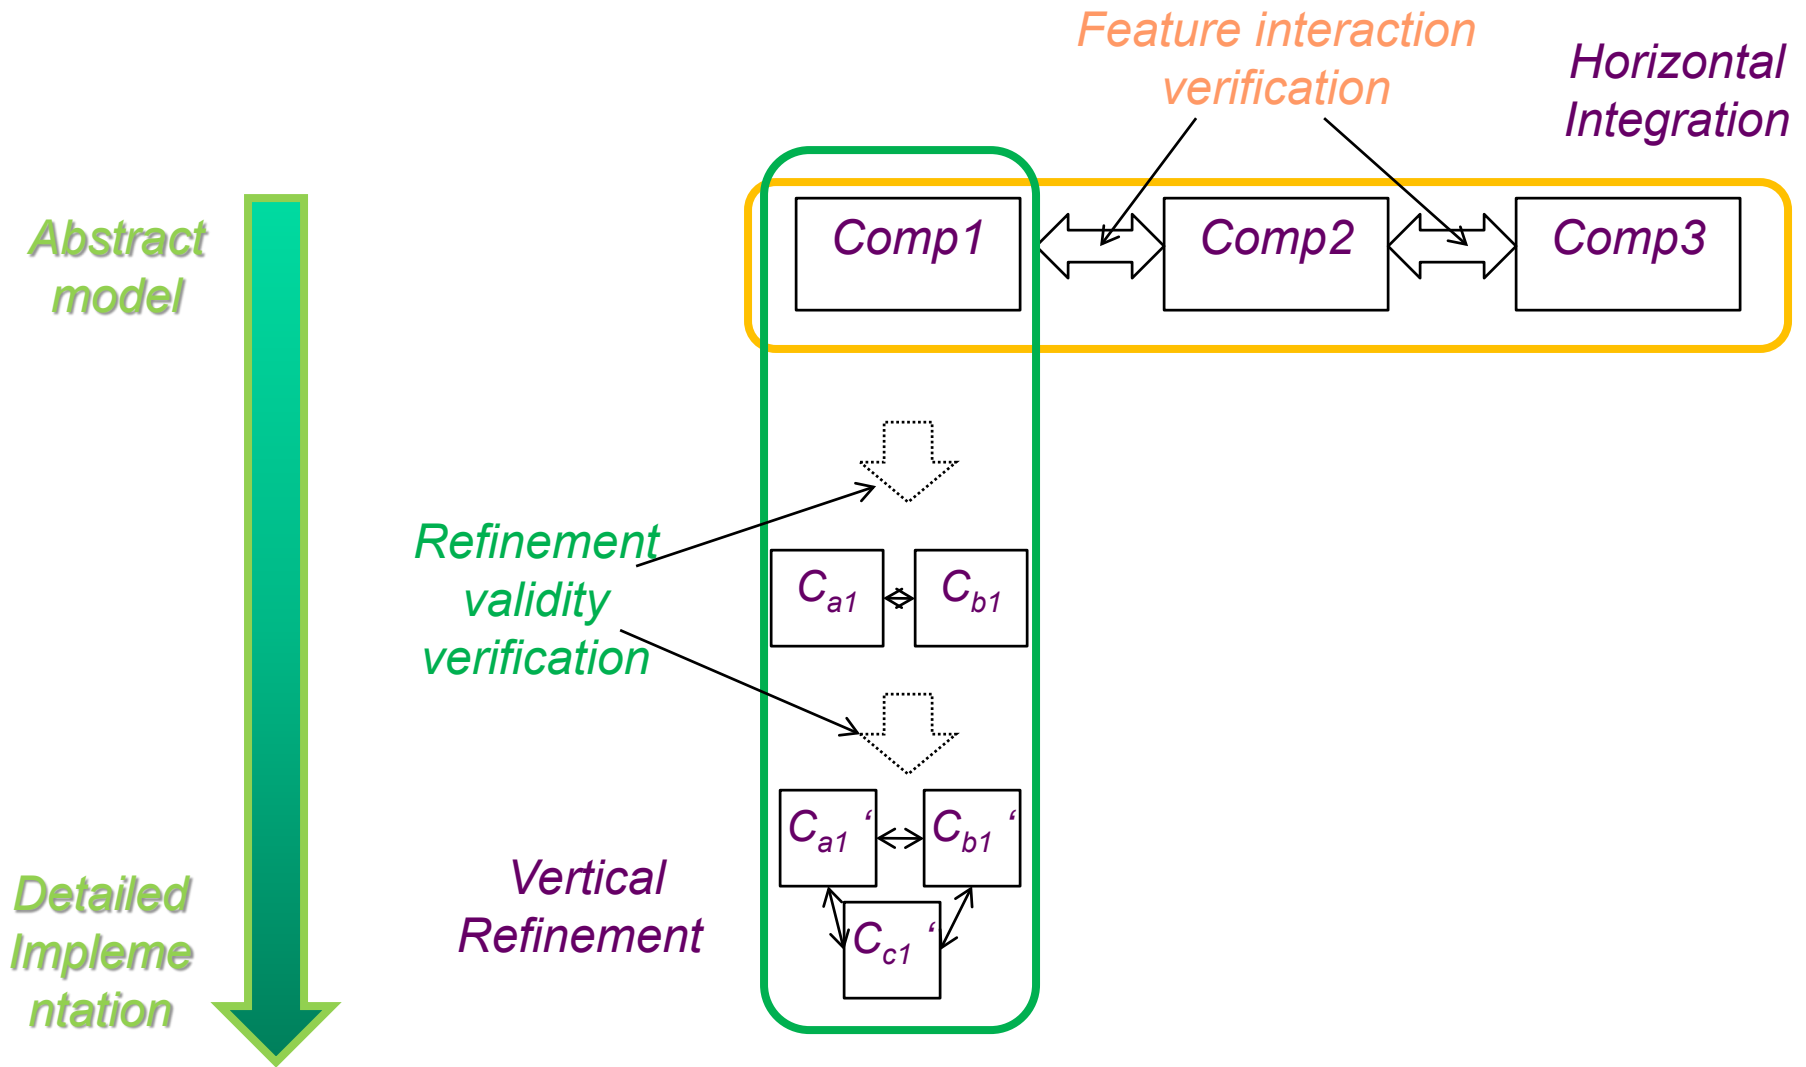 Feature interaction
verification
Horizontal
Integration
Abstract
model
Comp1
Comp2
Comp3
Refinement
validity
verification
Ca1
Cb1
Ca1 ‘
Cb1 ‘
Cc1 ‘
Vertical
Refinement
Detailed
Impleme
ntation